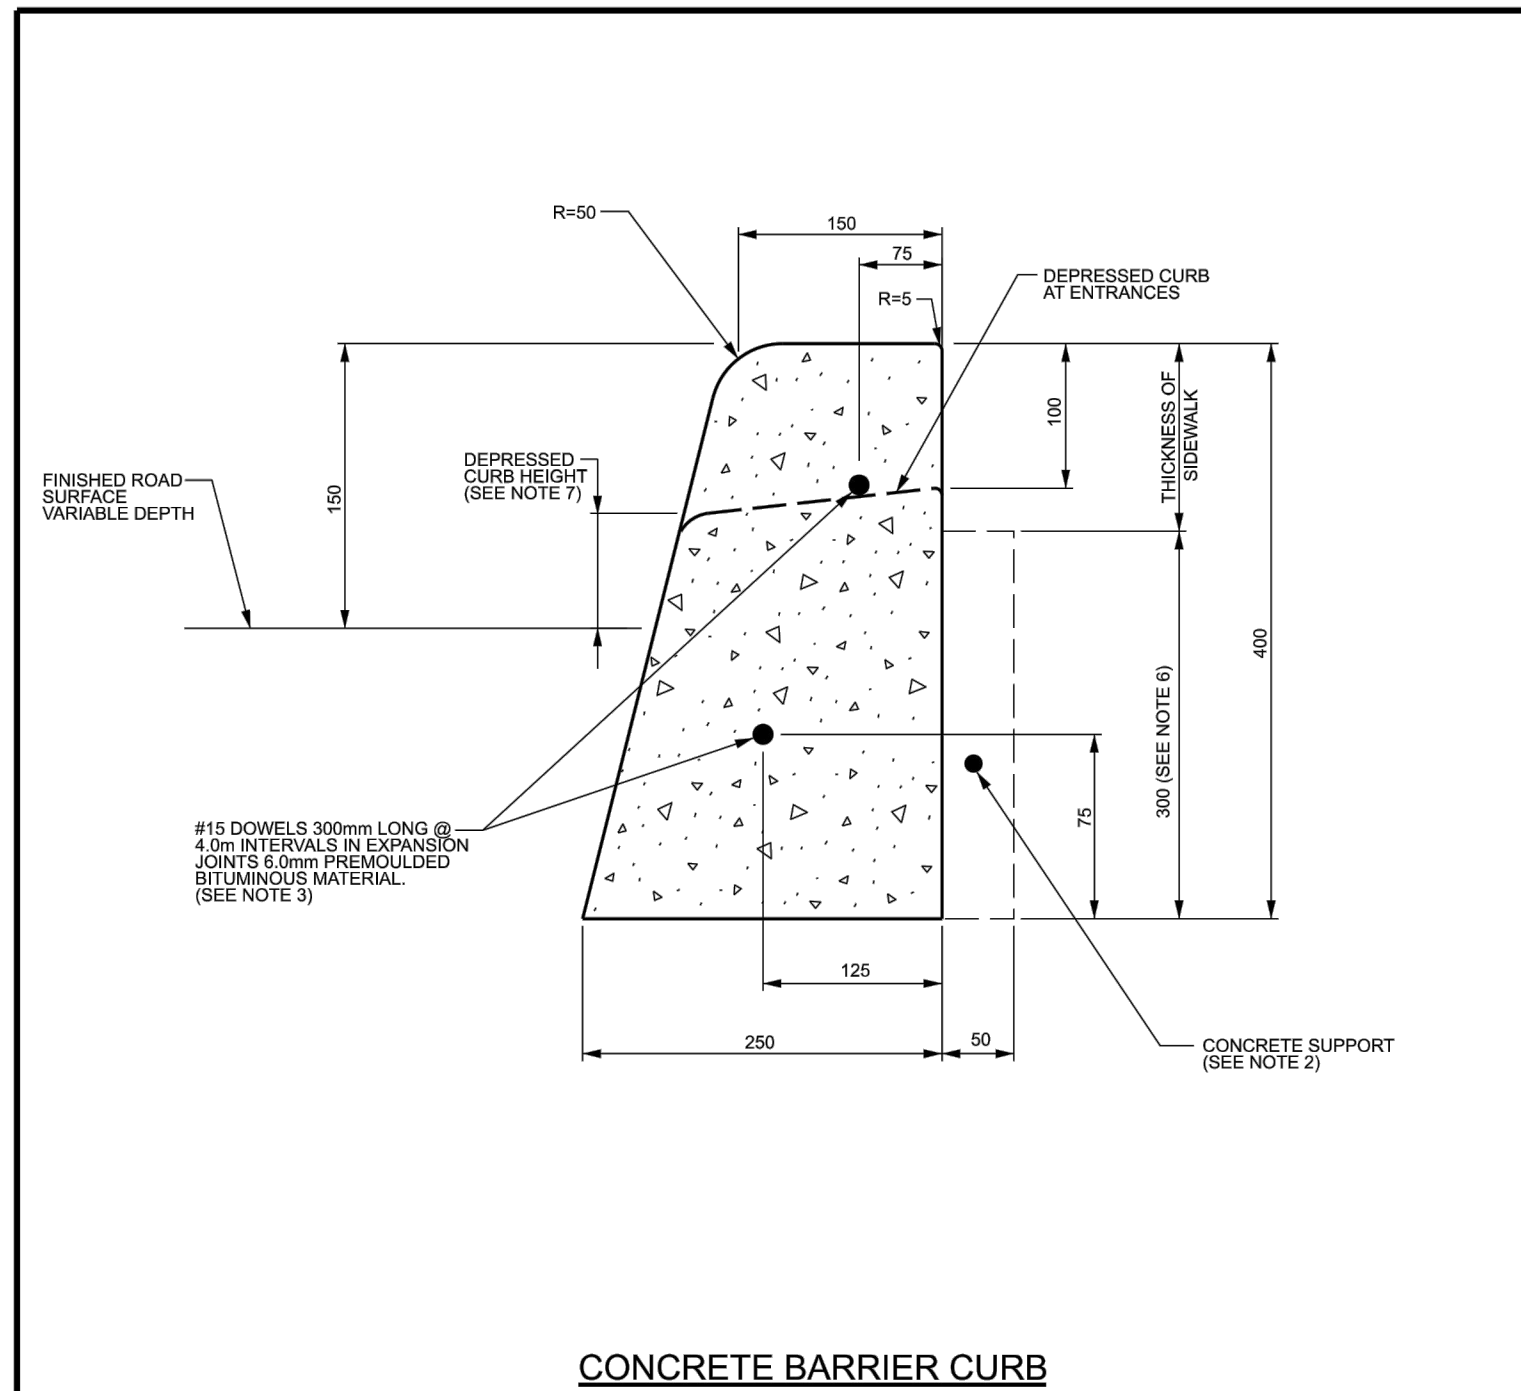 R=50
150
75
DEPRESSED CURB
AT ENTRANCES
R=5
THICKNESS OF
SIDEWALK
100
DEPRESSED
CURB HEIGHT
(SEE NOTE 7)
FINISHED ROAD
SURFACE
VARIABLE DEPTH
150
400
300 (SEE NOTE 6)
75
#15 DOWELS 300mm LONG @
4.0m INTERVALS IN EXPANSION
JOINTS 6.0mm PREMOULDED
BITUMINOUS MATERIAL.
(SEE NOTE 3)
125
250
50
CONCRETE SUPPORT
(SEE NOTE 2)
CONCRETE BARRIER CURB